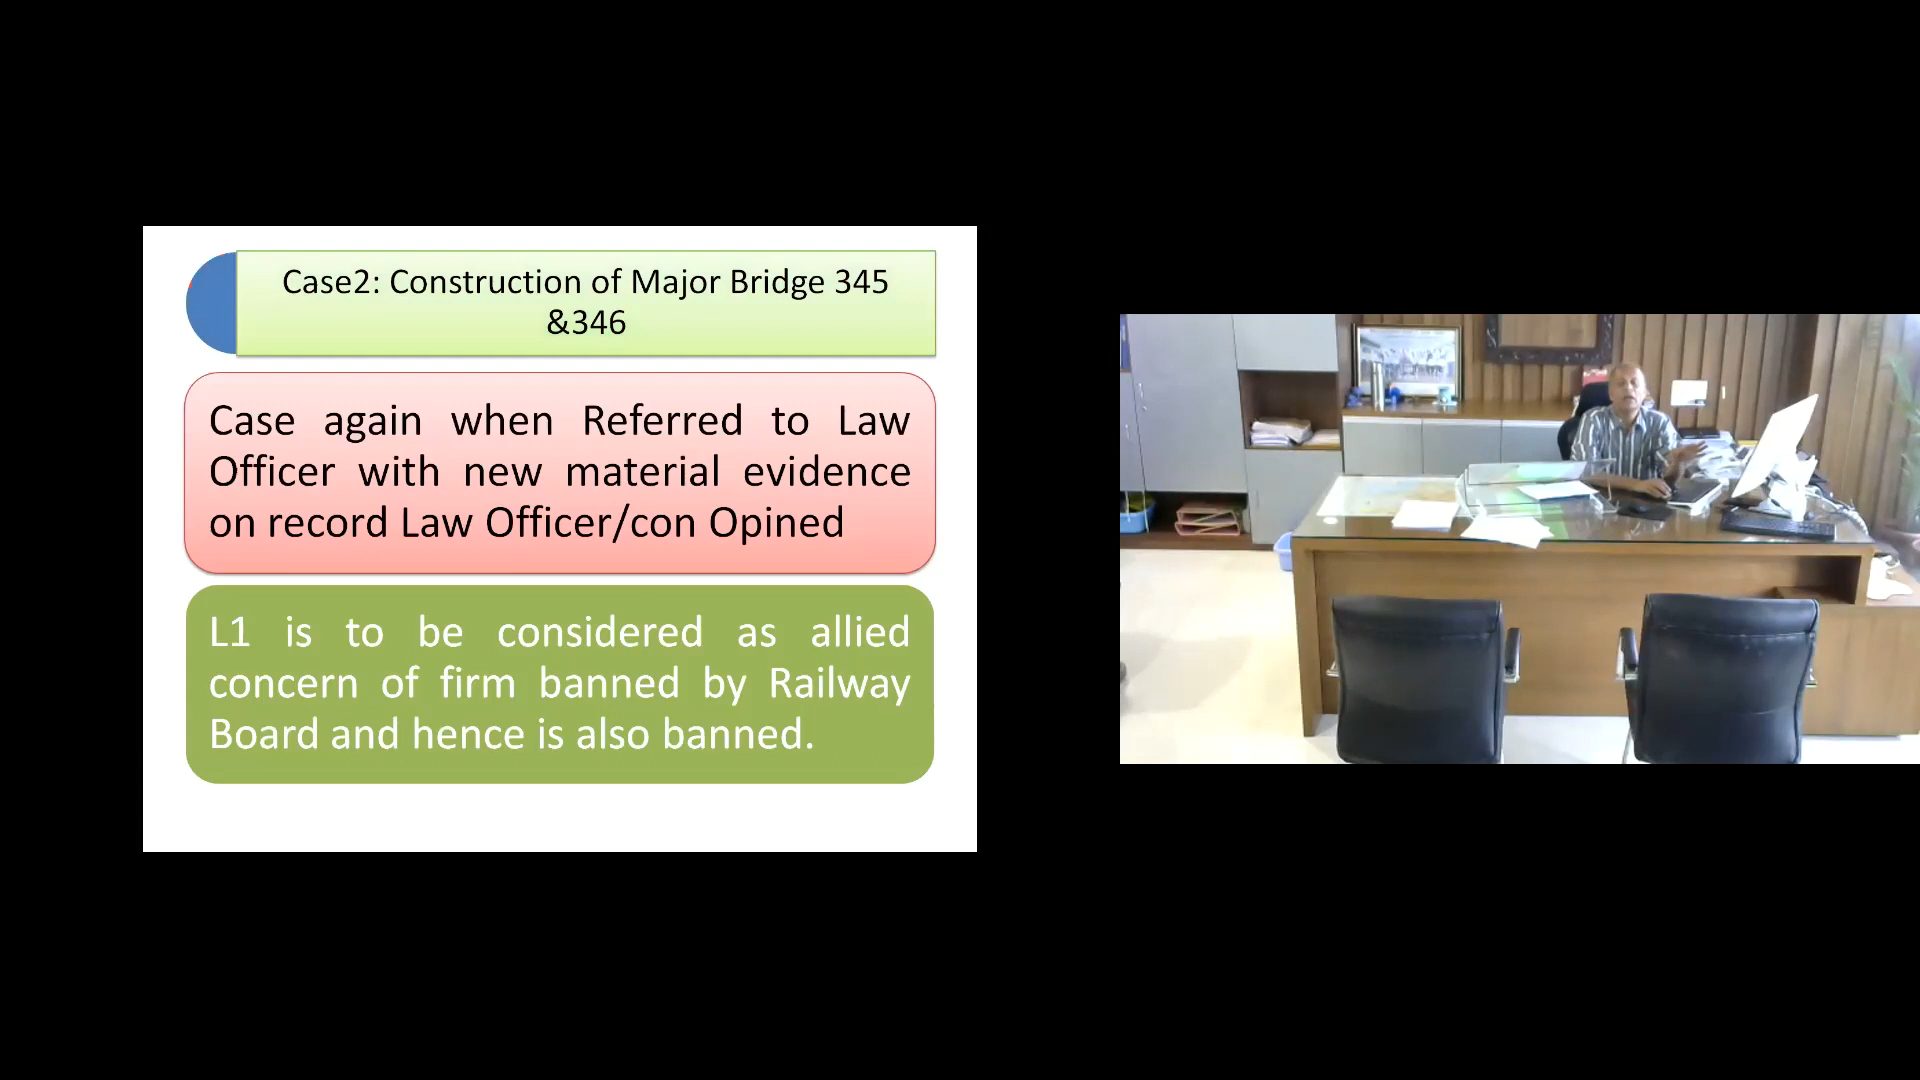 Case2: Construction of Major Bridge 345
&346
Case again when Referred to Law
Officer with new material evidence
on record Law Officer/con Opined
L1 is to be considered as allied
concern of firm banned by Railway
Board and hence is also banned.